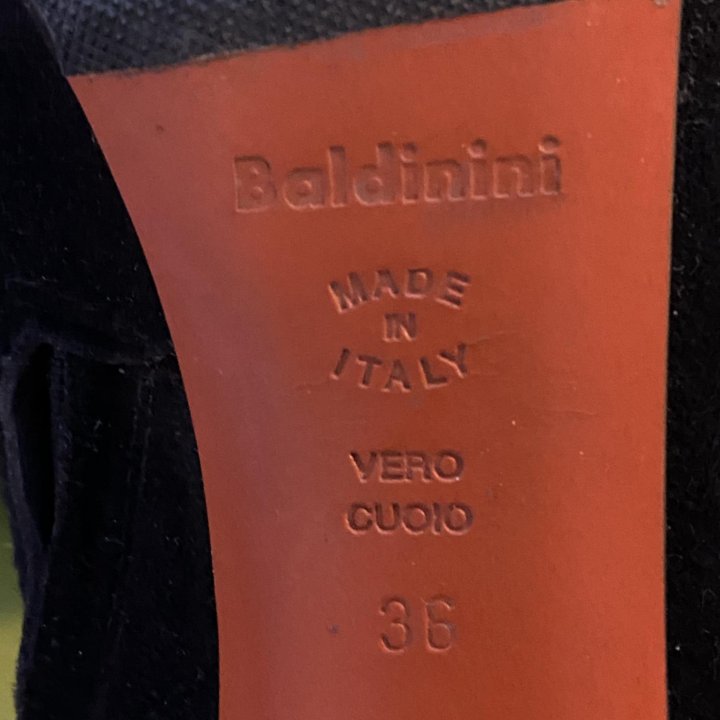 Baldinini
MADE
IN
ITALY
VERO
CUOIO
36